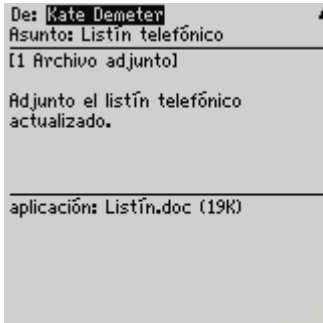 De: Kate Demeter
Asunto: Listín telefónico
[1 Archivo adjunto]
Adjunto el listín telefónico
actualizado.
aplicación: Listín.doc (19K)